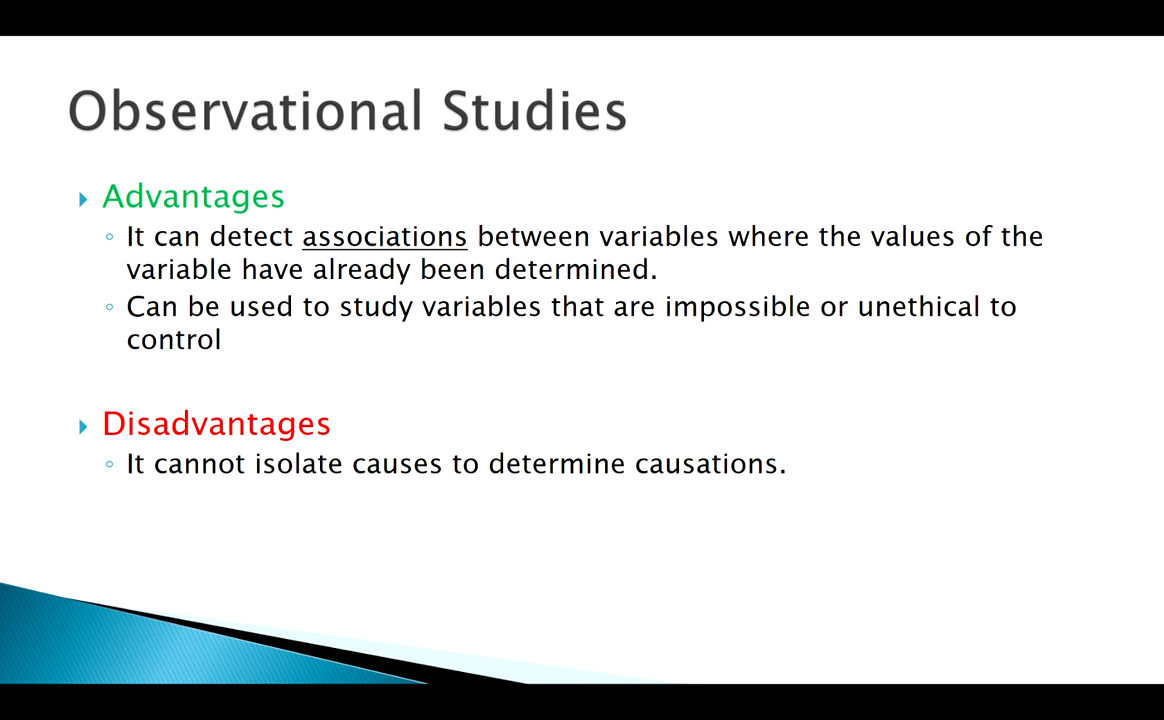 Observational Studies
Advantages
It can detect associations between variables where the values of the
variable have already been determined.
Can be used to study variables that are impossible or unethical to
control
Disadvantages
It cannot isolate causes to determine causations.